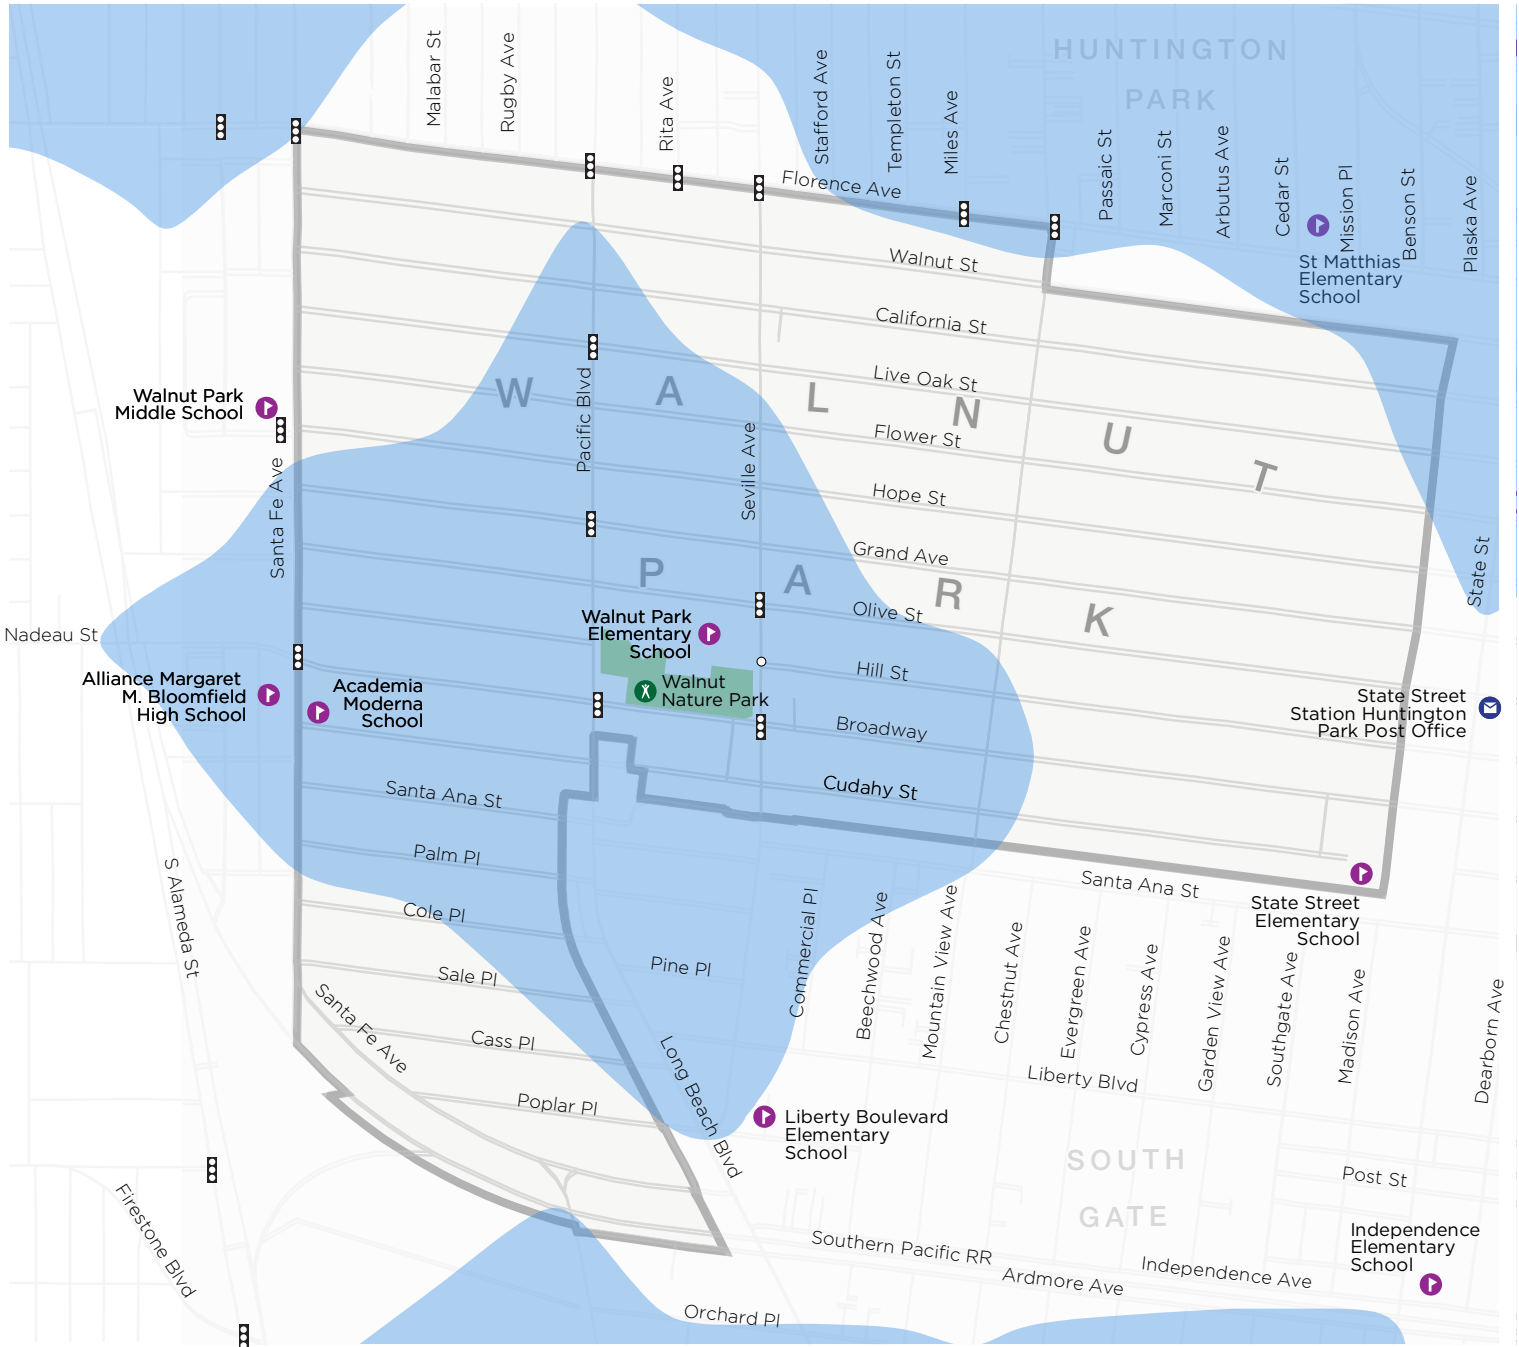 HUNTINGTON
PARK
Malabar St
Rugby Ave
Rita Ave
Stafford Ave
Templeton St
Miles Ave
Passaic St
Marconi St
Arbutus Ave
Cedar St
Mission Pl
Benson St
Plaska Ave
Florence Ave
St Matthias
Elementary
School
Walnut St
California St
Live Oak St
Flower St
Hope St
Grand Ave
Olive St
Hill St
Broadway
Cudahy St
WALNUT
PARK
Walnut Park
Middle School
Santa Fe Ave
Pacific Blvd
Seville Ave
State St
Nadeau St
Walnut Park
Elementary
School
Walnut
Nature Park
Alliance Margaret
M. Bloomfield
High School
Academia
Moderna
School
State Street
Station Huntington
Park Post Office
Santa Ana St
Palm Pl
Cole Pl
Sale Pl
Cass Pl
Poplar Pl
Pine Pl
S Alameda St
Santa Fe Ave
Long Beach Blvd
Commercial Pl
Beechwood Ave
Mountain View Ave
Chestnut Ave
Evergreen Ave
Cypress Ave
Garden View Ave
Southgate Ave
Madison Ave
Dearborn Ave
Santa Ana St
State Street
Elementary
School
Liberty Blvd
Liberty Boulevard
Elementary
School
SOUTH
GATE
Post St
Independence
Elementary
School
Firestone Blvd
Southern Pacific RR
Ardmore Ave
Independence Ave
Orchard Pl